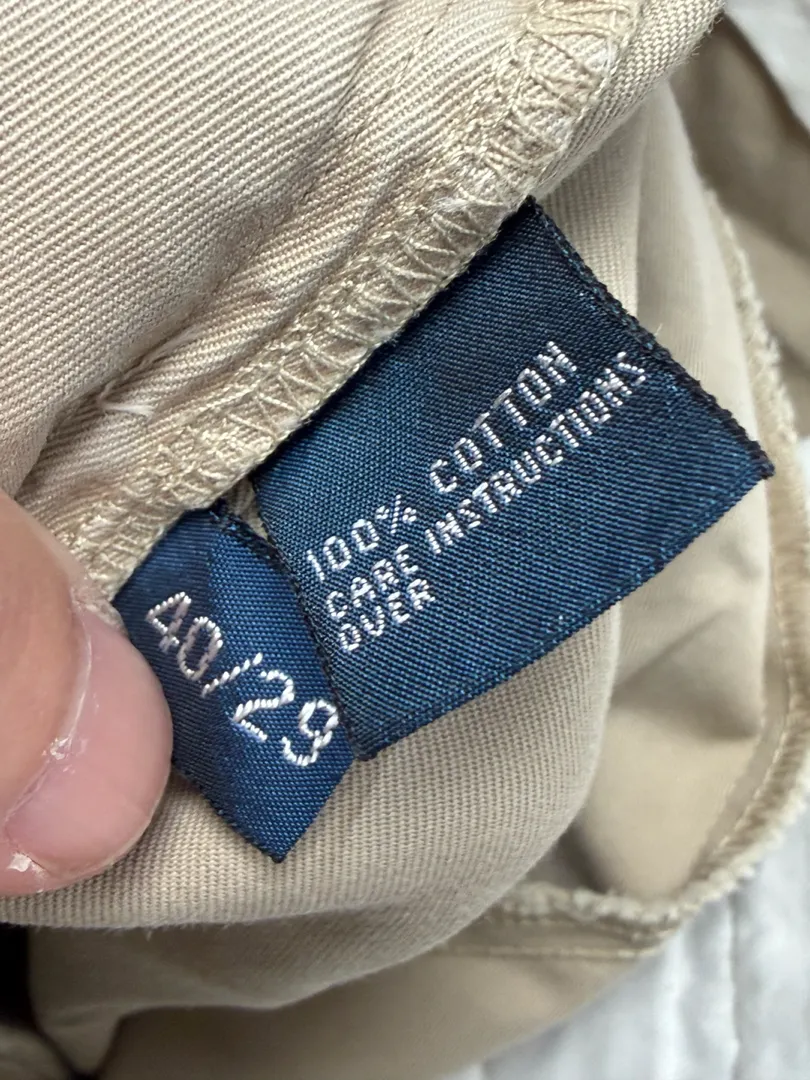 100% COTTON
CARE INSTRUCTIONS
OVER
40/29